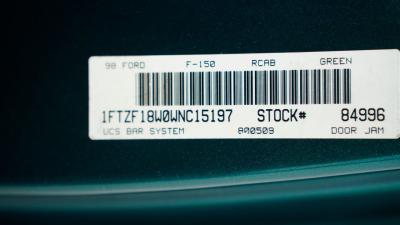 98 FORD F-150 RCAB GREEN
1FTZF18W0WNC15197 STOCK# 84996
UCS BAR SYSTEM 800509 DOOR JAM